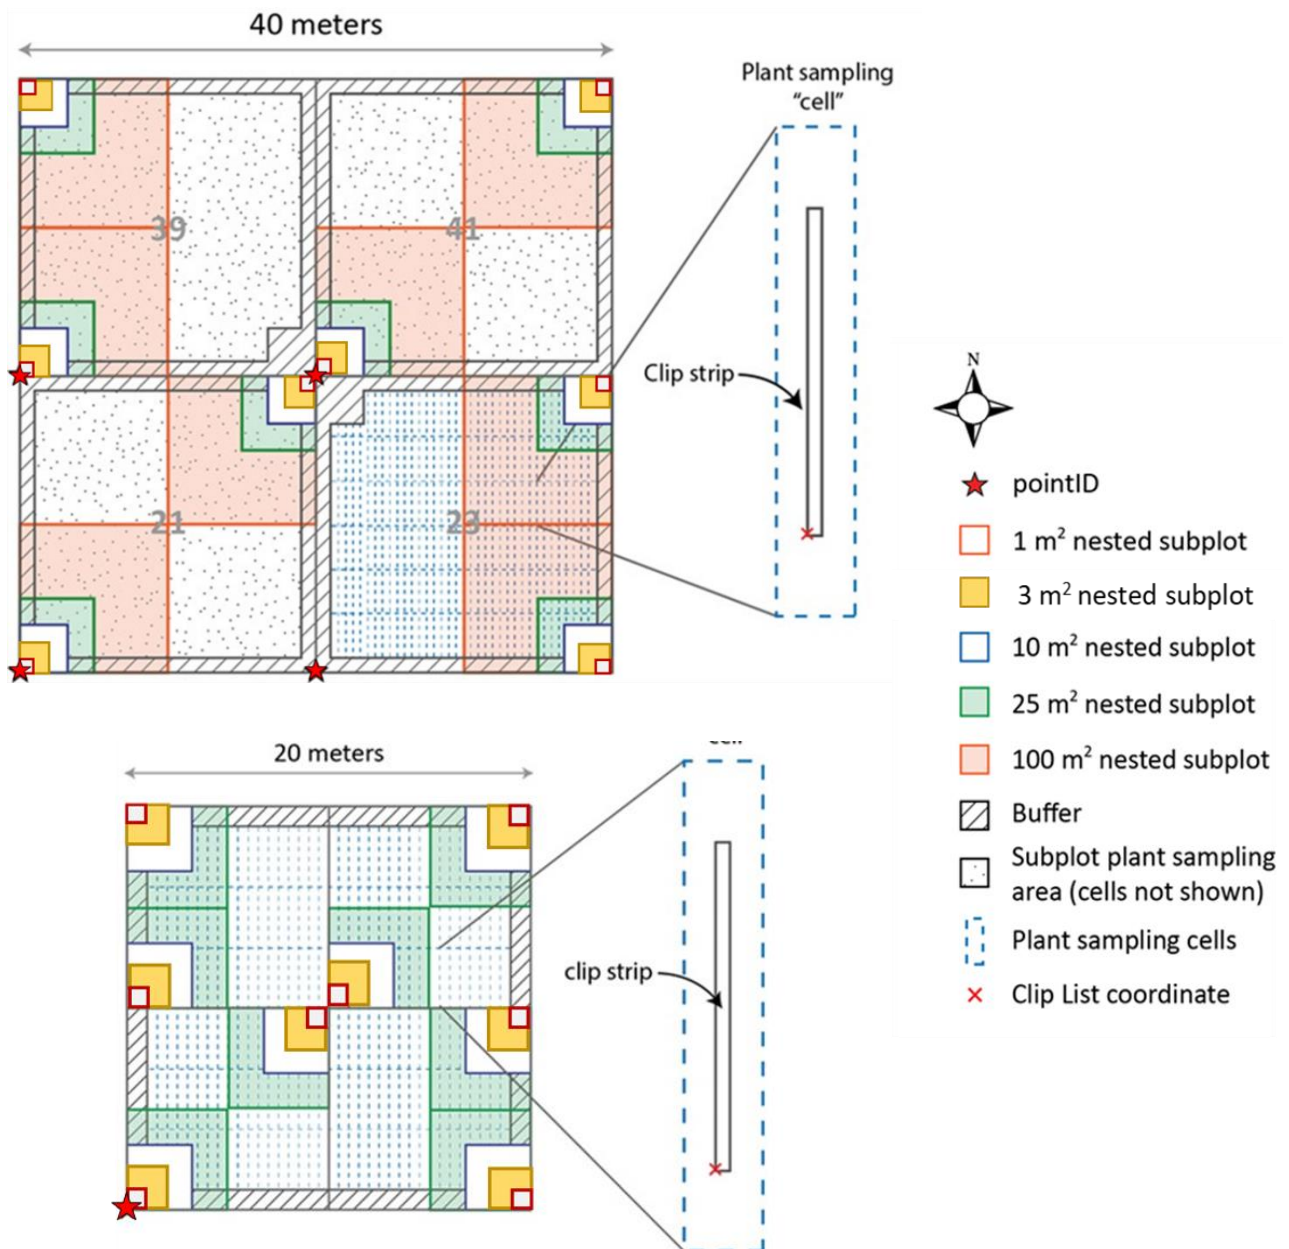 40 meters
Plant sampling
“cell”
39
41
Clip strip
21
23
N
pointID
1 m² nested subplot
3 m² nested subplot
10 m² nested subplot
25 m² nested subplot
100 m² nested subplot
Buffer
Subplot plant sampling
area (cells not shown)
Plant sampling cells
Clip List coordinate
20 meters
clip strip